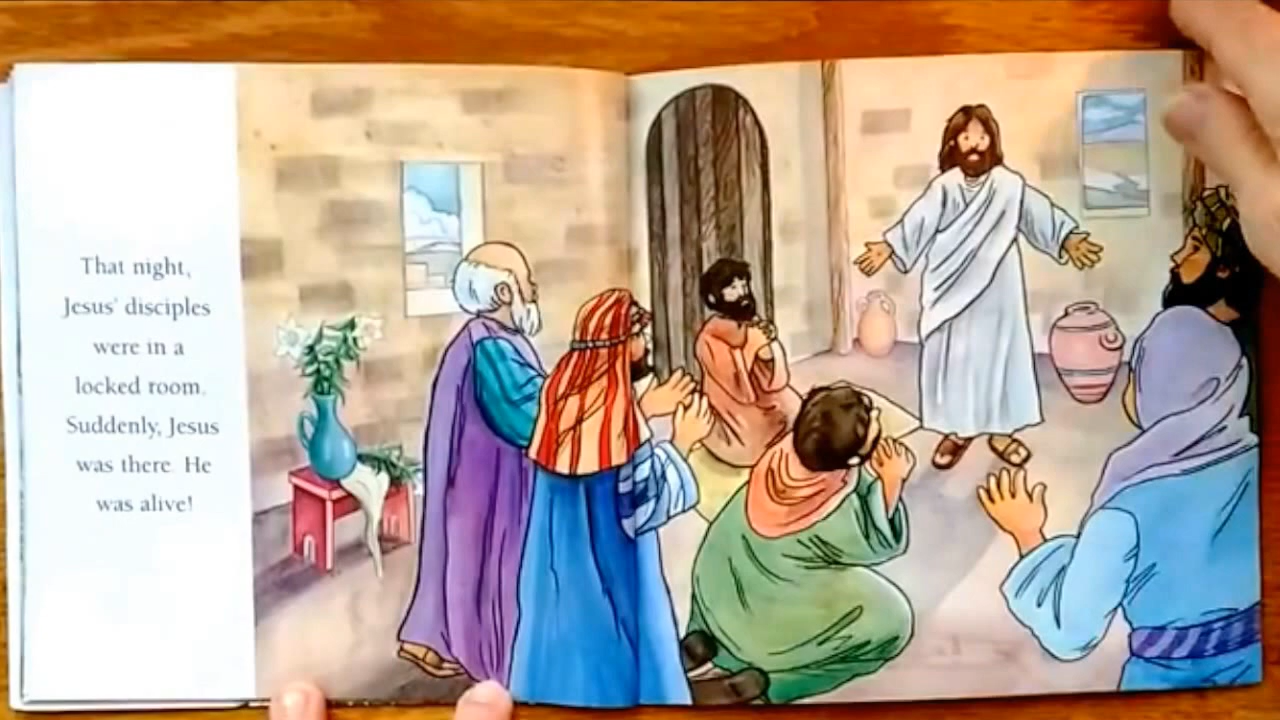 That night,
Jesus' disciples
were in a
locked room.
Suddenly, Jesus
was there. He
was alive!